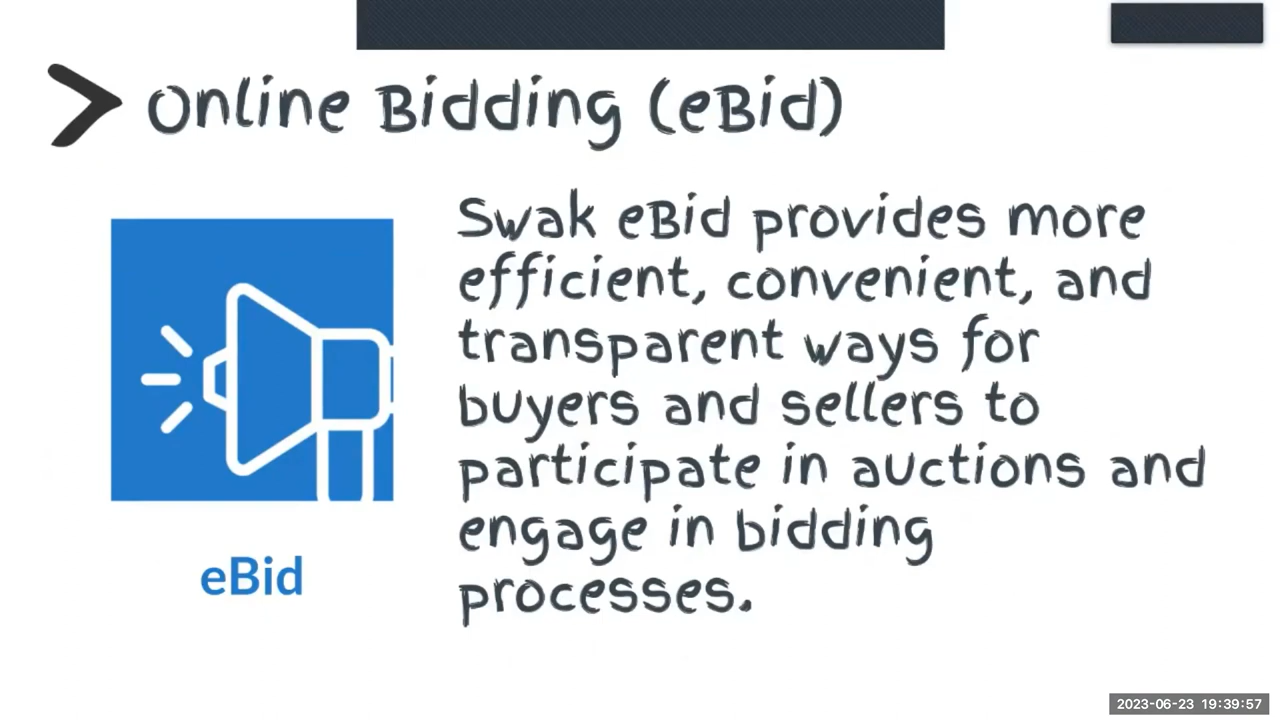 Online Bidding (eBid)
Swak eBid provides more
efficient, convenient, and
transparent ways for
buyers and sellers to
participate in auctions and
engage in bidding
processes.
eBid
2023-06-23 19:39:57